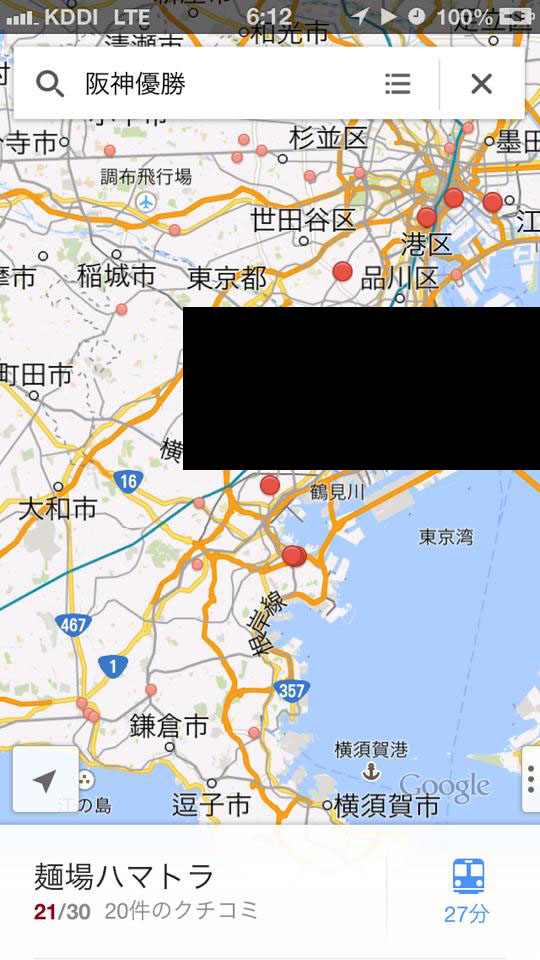 KDDI LTE 6:12 100%
清瀬市
和光市
足立区
阪神優勝
小平市
杉並区
墨田
調布飛行場
世田谷区
江
港区
稲城市
東京都
品川区
町田市
横
16
鶴見川
大和市
東京湾
根岸線
467
1
357
鎌倉市
横須賀港
Google
江の島
逗子市
横須賀市
麺場ハマトラ
21/30 20件のクチコミ
27分